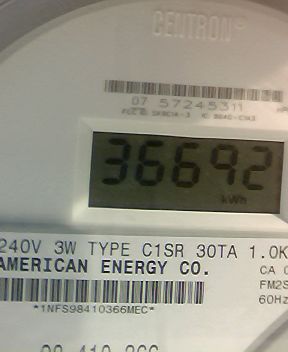 CENTRON®
07 57245311
36692
kWh
240V 3W TYPE C1SR 30TA 1.0K
AMERICAN ENERGY CO.
CA
FM2S
60Hz
*1NFS98410366MEC*